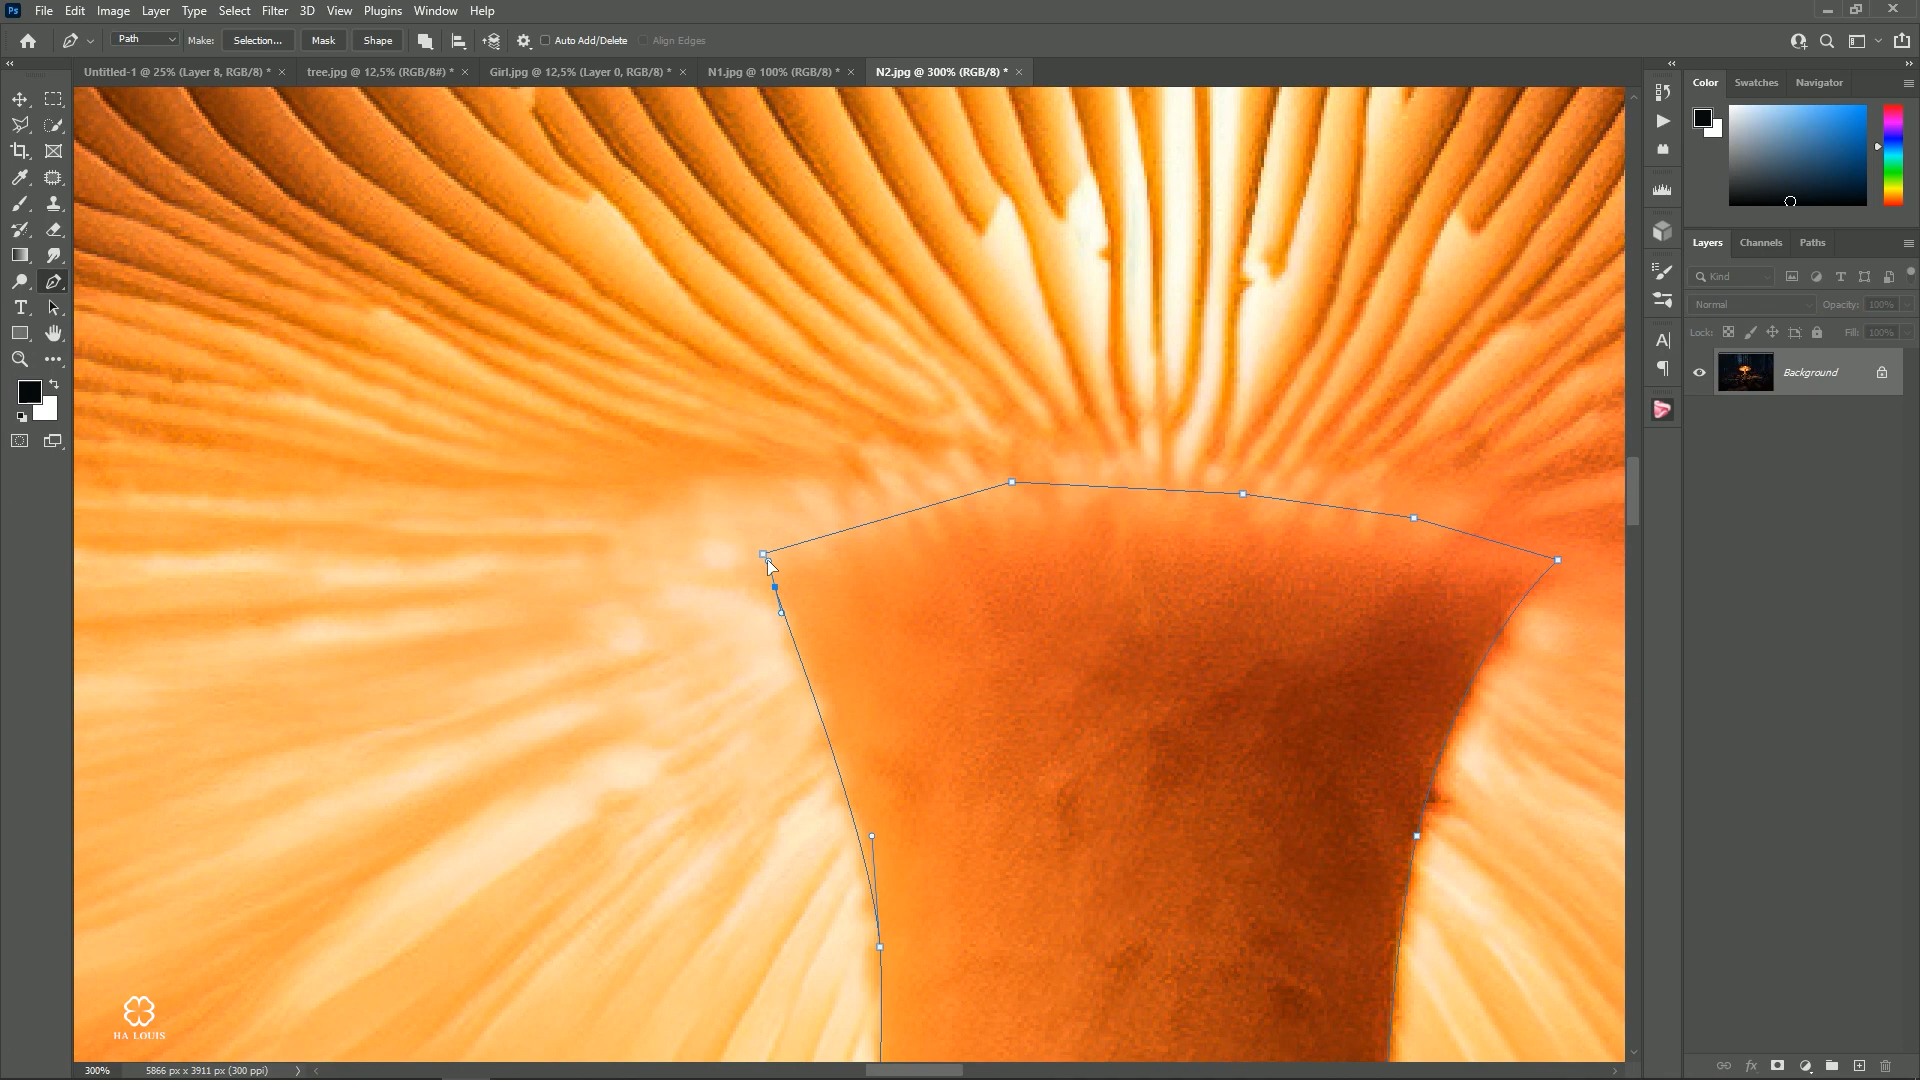 Ps File Edit Image Layer Type Select Filter 3D View Plugins Window Help
Path Make: Selection... Mask Shape Auto Add/Delete Align Edges
Untitled-1 @ 25% (Layer 8, RGB/8) * × tree.jpg @ 12,5% (RGB/8#) * × Girl.jpg @ 12,5% (Layer 0, RGB/8) * × N1.jpg @ 100% (RGB/8) * × N2.jpg @ 300% (RGB/8) * ×
Color Swatches Navigator
Layers Channels Paths
Kind
Normal Opacity: 100%
Lock: Fill: 100%
Background
HA LOUIS
300% 5866 px x 3911 px (300 ppi)